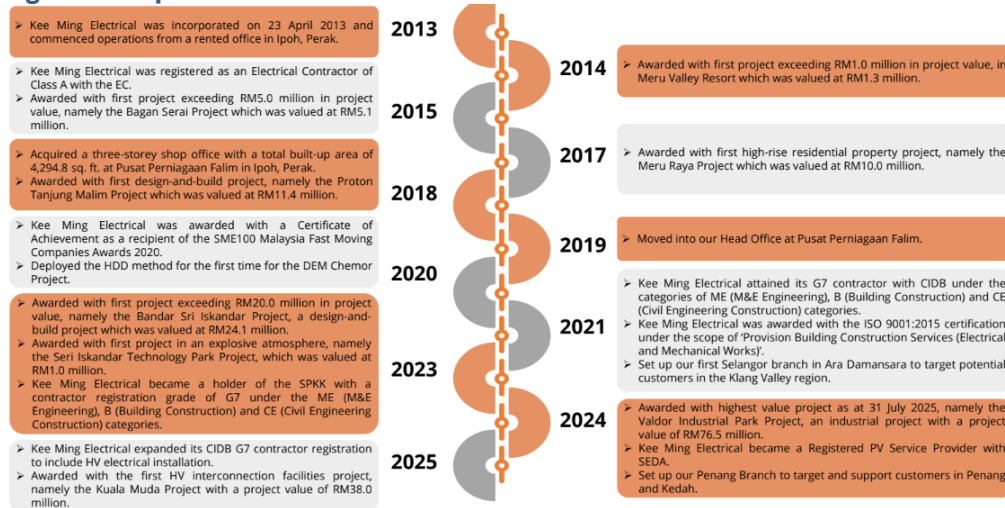 ➢ Kee Ming Electrical was incorporated on 23 April 2013 and
commenced operations from a rented office in Ipoh, Perak.
2013
2014
➢ Awarded with first project exceeding RM1.0 million in project value, in
Meru Valley Resort which was valued at RM1.3 million.
➢ Kee Ming Electrical was registered as an Electrical Contractor of
Class A with the EC.
➢ Awarded with first project exceeding RM5.0 million in project
value, namely the Bagan Serai Project which was valued at RM5.1
million.
2015
2017
➢ Awarded with first high-rise residential property project, namely the
Meru Raya Project which was valued at RM10.0 million.
➢ Acquired a three-storey shop office with a total built-up area of
4,294.8 sq. ft. at Pusat Perniagaan Falim in Ipoh, Perak.
➢ Awarded with first design-and-build project, namely the Proton
Tanjung Malim Project which was valued at RM11.4 million.
2018
2019
➢ Moved into our Head Office at Pusat Perniagaan Falim.
➢ Kee Ming Electrical was awarded with a Certificate of
Achievement as a recipient of the SME100 Malaysia Fast Moving
Companies Awards 2020.
➢ Deployed the HDD method for the first time for the DEM Chemor
Project.
2020
2021
➢ Kee Ming Electrical attained its G7 contractor with CIDB under the
categories of ME (M&E Engineering), B (Building Construction) and CE
(Civil Engineering Construction) categories.
➢ Kee Ming Electrical was awarded with the ISO 9001:2015 certification
under the scope of ‘Provision Building Construction Services (Electrical
and Mechanical Works)’.
➢ Set up our first Selangor branch in Ara Damansara to target potential
customers in the Klang Valley region.
➢ Awarded with first project exceeding RM20.0 million in project
value, namely the Bandar Sri Iskandar Project, a design-and-
build project which was valued at RM24.1 million.
➢ Awarded with first project in an explosive atmosphere, namely
the Seri Iskandar Technology Park Project, which was valued at
RM1.0 million.
➢ Kee Ming Electrical became a holder of the SPKK with a
contractor registration grade of G7 under the ME (M&E
Engineering), B (Building Construction) and CE (Civil Engineering
Construction) categories.
2023
2024
➢ Awarded with highest value project as at 31 July 2025, namely the
Valdor Industrial Park Project, an industrial project with a project
value of RM76.5 million.
➢ Kee Ming Electrical became a Registered PV Service Provider with
SEDA.
➢ Set up our Penang Branch to target and support customers in Penang
and Kedah.
➢ Kee Ming Electrical expanded its CIDB G7 contractor registration
to include HV electrical installation.
➢ Awarded with the first HV interconnection facilities project,
namely the Kuala Muda Project with a project value of RM38.0
million.
2025